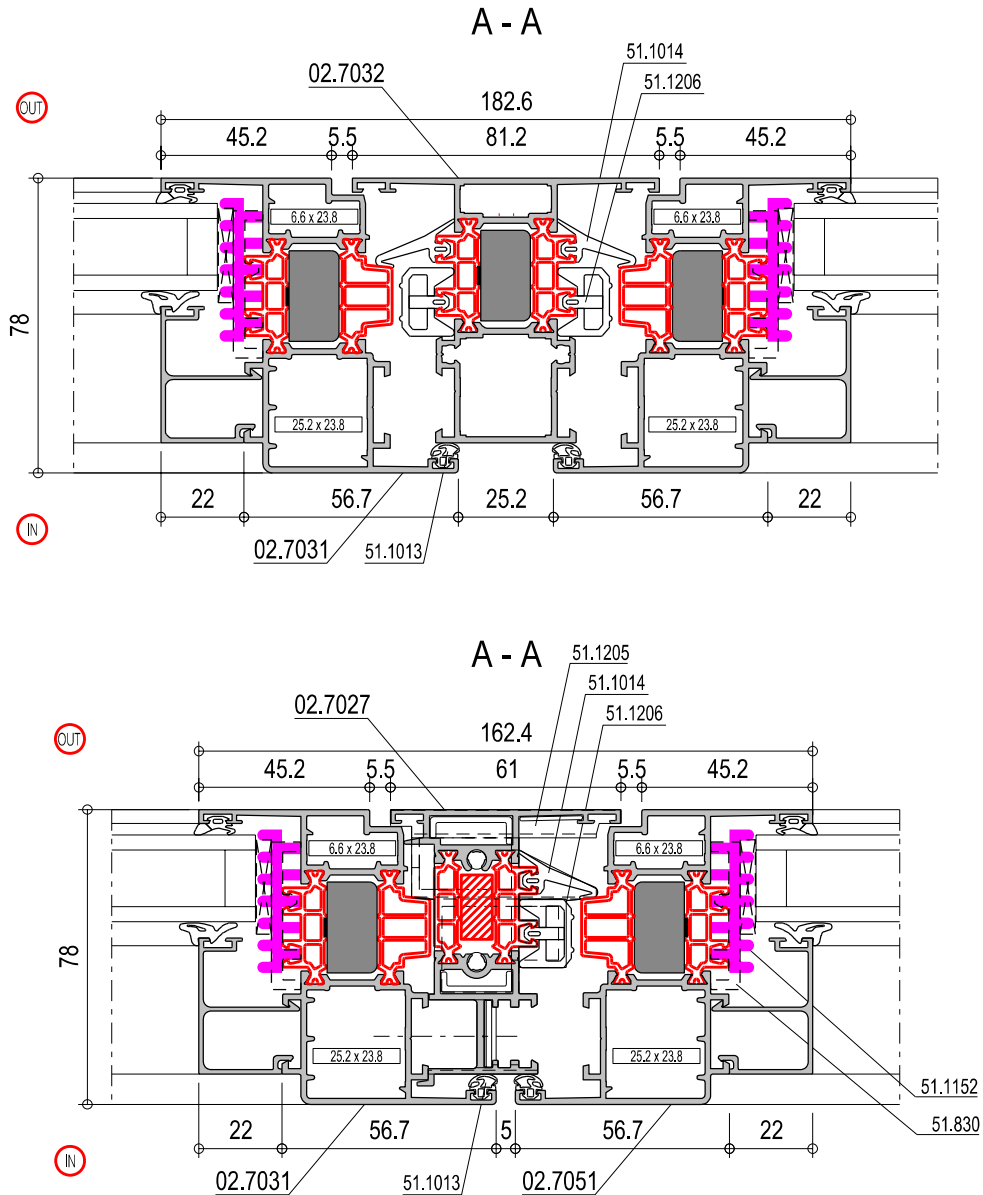 A - A
51.1014
02.7032
51.1206
OUT
182.6
45.2 5.5 81.2 5.5 45.2
6.6 x 23.8 6.6 x 23.8
78
25.2 x 23.8 25.2 x 23.8
22 56.7 25.2 56.7 22
IN
02.7031 51.1013
A - A
51.1205
51.1014
02.7027
51.1206
OUT
162.4
45.2 5.5 61 5.5 45.2
6.6 x 23.8 6.6 x 23.8
78
25.2 x 23.8 25.2 x 23.8
51.1152
51.830
22 56.7 5 56.7 22
IN
02.7031 51.1013 02.7051